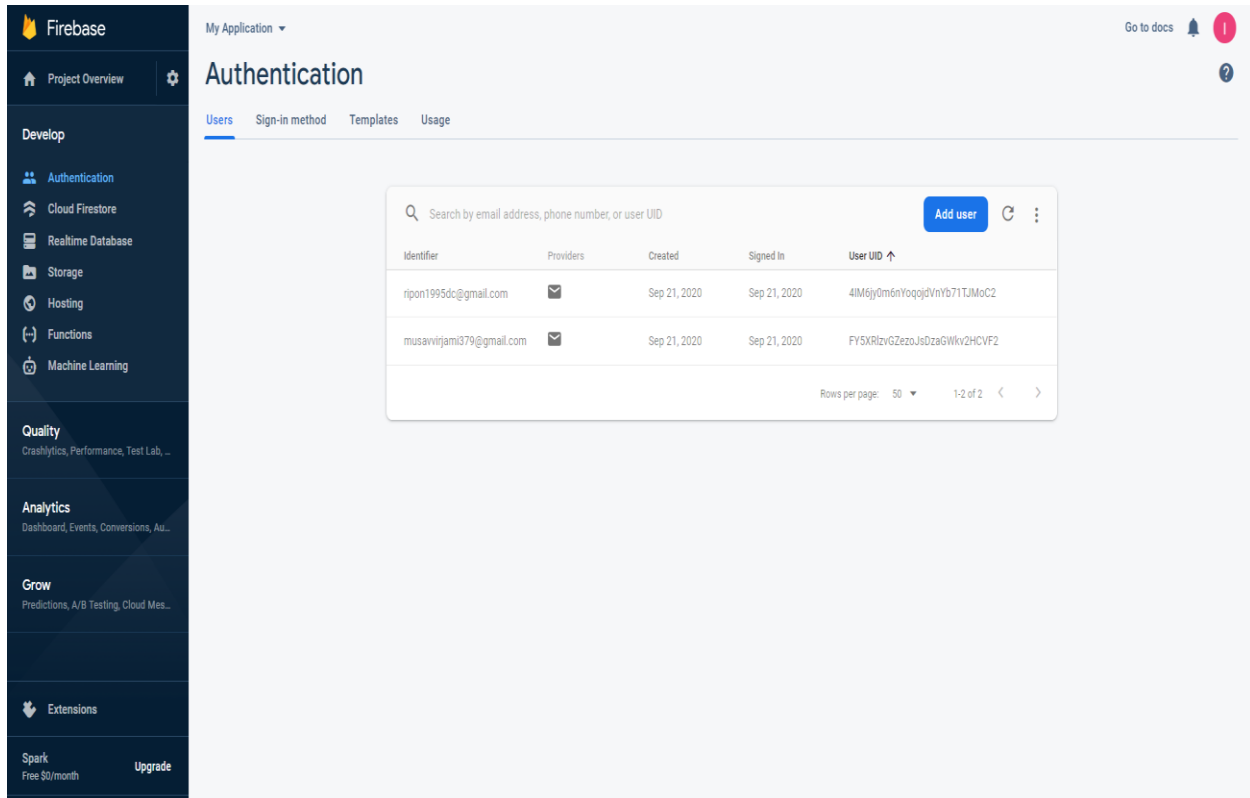 Firebase
My Application
Go to docs
I
Project Overview
Authentication
Users Sign-in method Templates Usage
Develop
Authentication
Cloud Firestore
Realtime Database
Storage
Hosting
Functions
Machine Learning
Quality
Crashlytics, Performance, Test Lab, ...
Analytics
Dashboard, Events, Conversions, Au...
Grow
Predictions, A/B Testing, Cloud Mes...
Extensions
Spark
Free $0/month
Upgrade
Search by email address, phone number, or user UID
Add user
Identifier Providers Created Signed In User UID
ripon1995dc@gmail.com Sep 21, 2020 Sep 21, 2020 4IM6jy0m6nYoqojdVnYb71TJMoC2
musavvirjami379@gmail.com Sep 21, 2020 Sep 21, 2020 FY5XRlzvGZezoJsDzaGWkv2HCVF2
Rows per page: 50 1-2 of 2